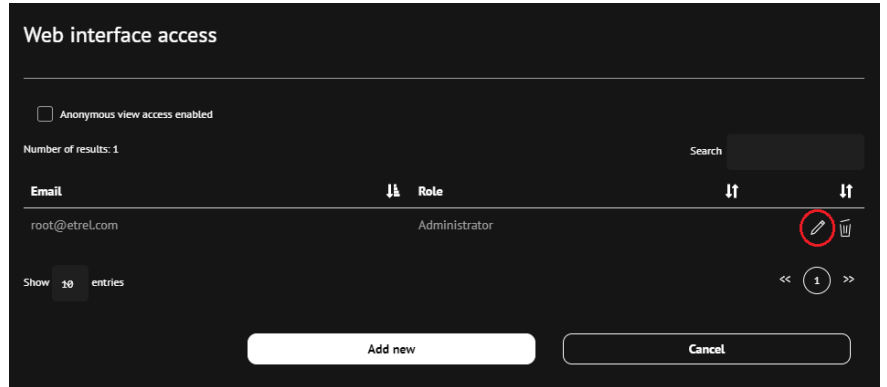 Web interface access
Anonymous view access enabled
Number of results: 1
Search
Email Role
root@etrel.com Administrator
Show 10 entries << 1 >>
Add new Cancel